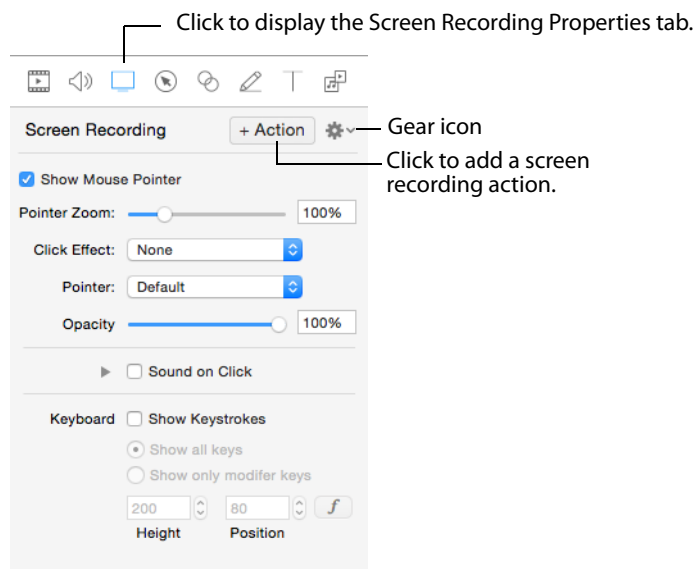 Click to display the Screen Recording Properties tab.
Screen Recording
+ Action
Gear icon
Click to add a screen
recording action.
Show Mouse Pointer
Pointer Zoom:
100%
Click Effect:
None
Pointer:
Default
Opacity
100%
Sound on Click
Keyboard
Show Keystrokes
Show all keys
Show only modifer keys
200
80
f
Height
Position